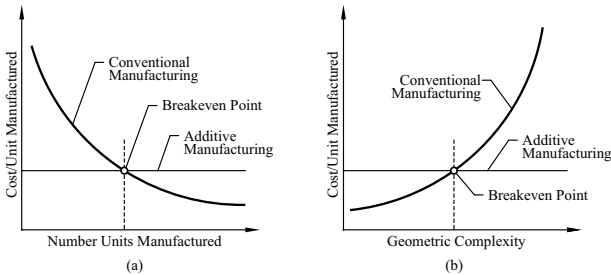 Cost/Unit Manufactured
Conventional
Manufacturing
Breakeven Point
Additive
Manufacturing
Number Units Manufactured
(a)
Cost/Unit Manufactured
Conventional
Manufacturing
Additive
Manufacturing
Breakeven Point
Geometric Complexity
(b)